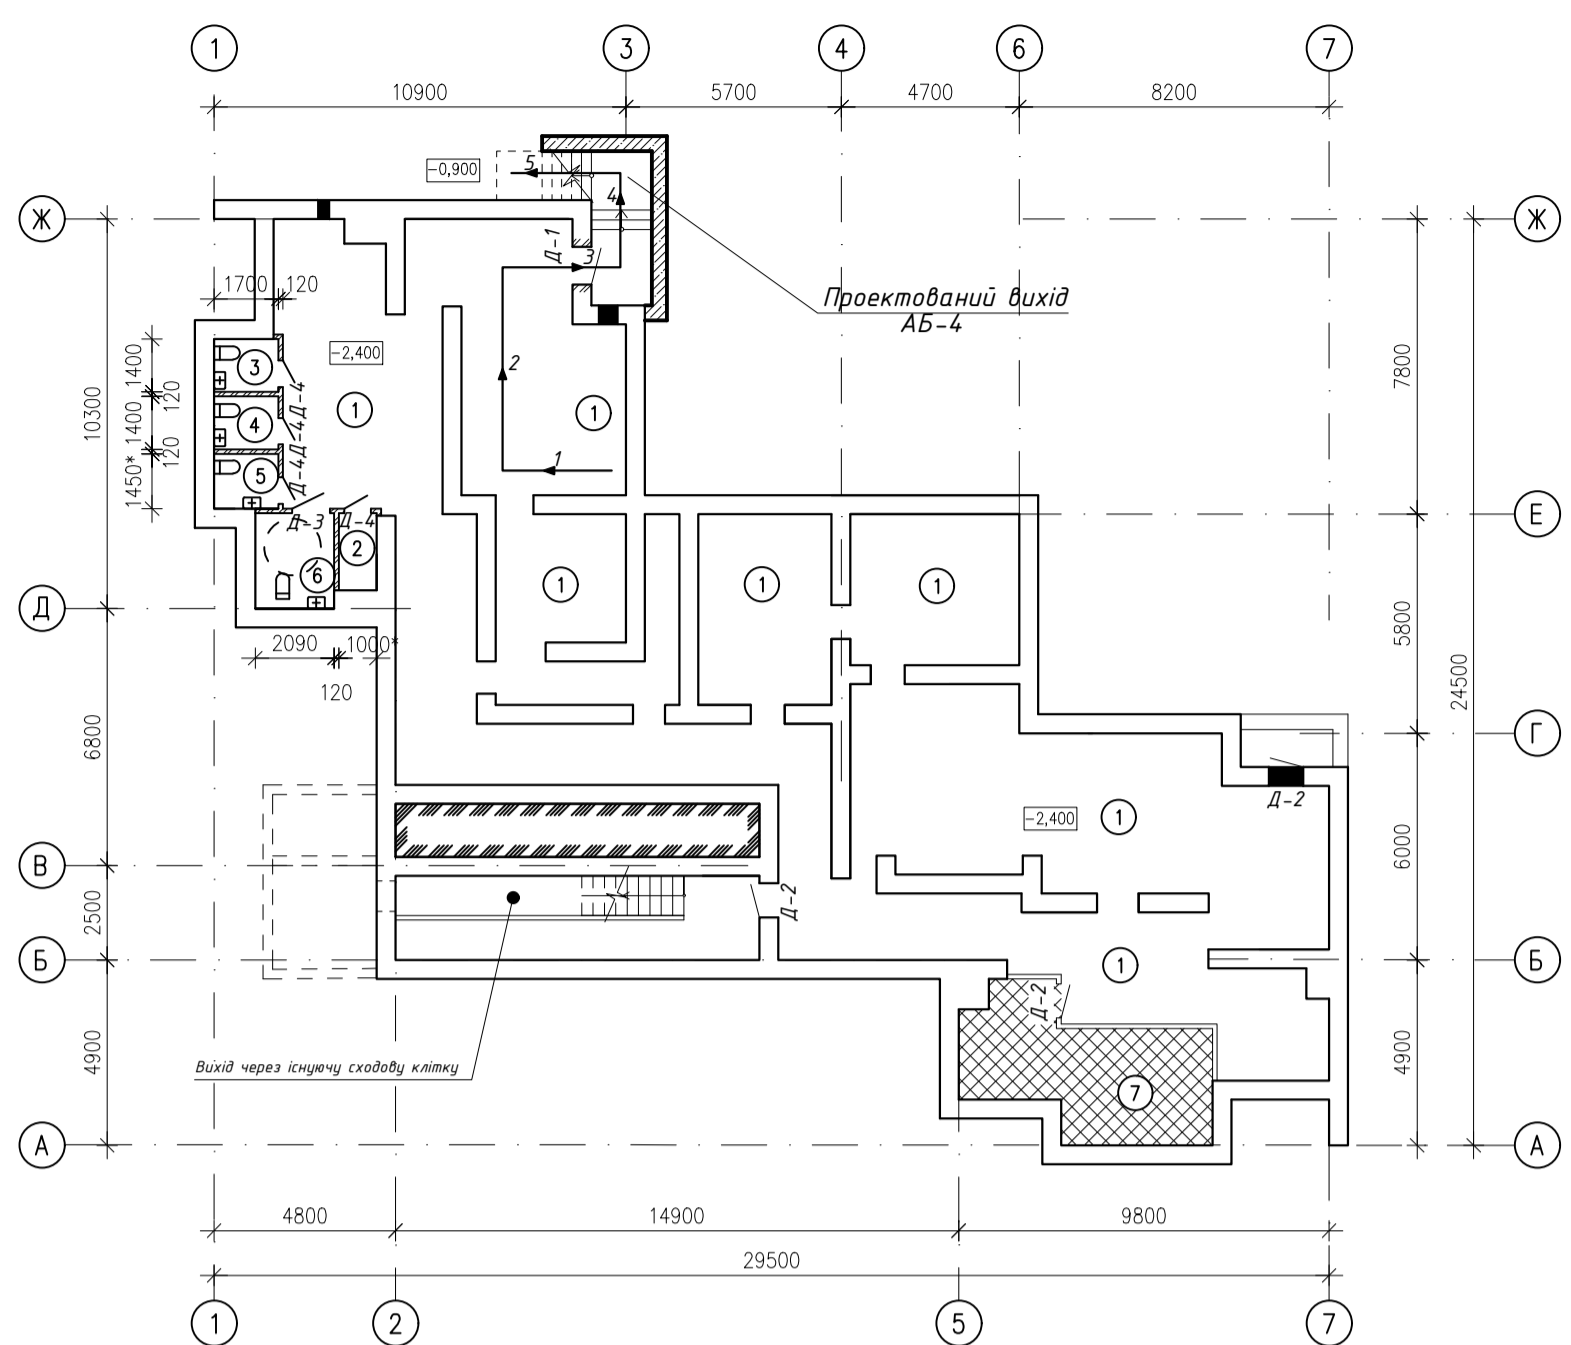 1 3 4 6 7
10900 5700 4700 8200
-0,900 5
4
Ж Ж
Д-1 3
1700 120
Проектований вихід
АБ-4
-2,400
2
3
1400
120
Д-4
10300
7800
1 1
4
1400
Д-4
120
1
5
1450*
Д-4
Е
Д-3 Д-4
2
6
1 1 1
Д
2090 1000*
120
5800
24500
6800
Г
Д-2
-2,400 1
6000
В
Д-2
2500
Б 1 Б
Д-2
4900 4900
Вихід через існуючу сходову клітку
7
А А
4800 14900 9800
29500
1 2 5 7